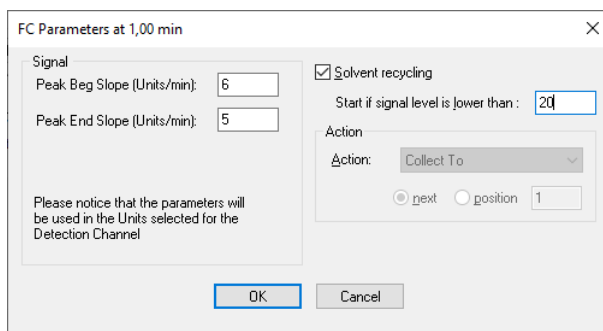 FC Parameters at 1,00 min
Signal
Peak Beg Slope (Units/min): 6
Peak End Slope (Units/min): 5
Please notice that the parameters will
be used in the Units selected for the
Detection Channel
Solvent recycling
Start if signal level is lower than : 20
Action
Action: Collect To
next position 1
OK Cancel